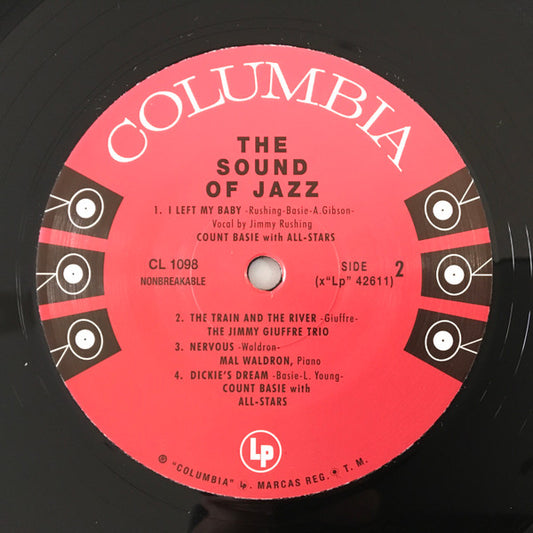 COLUMBIA
THE
SOUND
OF JAZZ
1. I LEFT MY BABY -Rushing-Basie-A.Gibson-
Vocal by Jimmy Rushing
COUNT BASIE with ALL-STARS
CL 1098
NONBREAKABLE
SIDE 2
(x"Lp" 42611)
2. THE TRAIN AND THE RIVER -Giuffre-
THE JIMMY GIUFFRE TRIO
3. NERVOUS -Waldron-
MAL WALDRON, Piano
4. DICKIE'S DREAM -Basie-L. Young-
COUNT BASIE with
ALL-STARS
Lp
® "COLUMBIA" Lp. MARCAS REG. T. M.